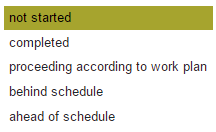 not started
completed
proceeding according to work plan
behind schedule
ahead of schedule